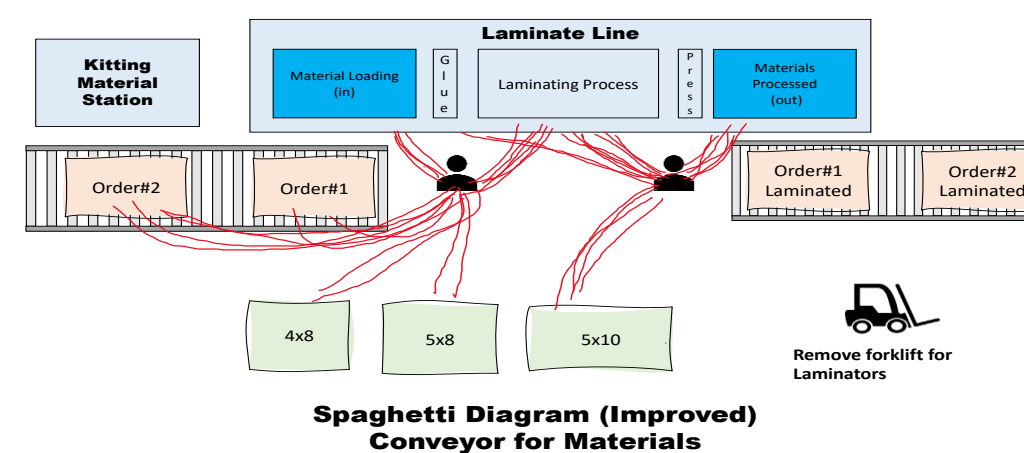 Laminate Line
Kitting
Material
Station
Material Loading
(in)
G
l
u
e
Laminating Process
P
r
e
s
s
Materials
Processed
(out)
Order#2
Order#1
Order#1
Laminated
Order#2
Laminated
4x8
5x8
5x10
Remove forklift for
Laminators
Spaghetti Diagram (Improved)
Conveyor for Materials